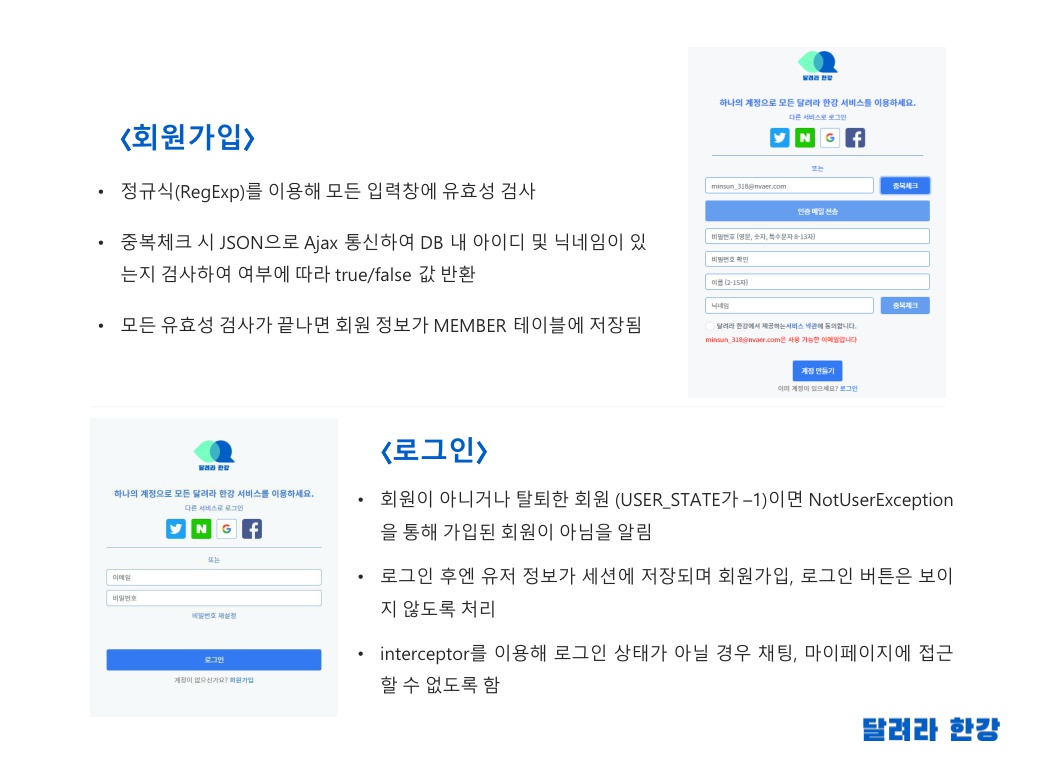 달려라 한강
하나의 계정으로 모든 달려라 한강 서비스를 이용하세요.
다른 서비스로 로그인
또는
minsun_318@nvaer.com
중복체크
인증 메일 전송
비밀번호 (영문, 숫자, 특수문자 8-13자)
비밀번호 확인
이름 (2-15자)
닉네임
중복체크
달려라 한강에서 제공하는서비스 약관에 동의합니다.
minsun_318@nvaer.com은 사용 가능한 이메일입니다
계정 만들기
이미 계정이 있으세요? 로그인
<회원가입>
• 정규식(RegExp)를 이용해 모든 입력창에 유효성 검사
• 중복체크 시 JSON으로 Ajax 통신하여 DB 내 아이디 및 닉네임이 있
는지 검사하여 여부에 따라 true/false 값 반환
• 모든 유효성 검사가 끝나면 회원 정보가 MEMBER 테이블에 저장됨
달려라 한강
하나의 계정으로 모든 달려라 한강 서비스를 이용하세요.
다른 서비스로 로그인
또는
이메일
비밀번호
비밀번호 재설정
로그인
계정이 없으신가요? 회원가입
<로그인>
• 회원이 아니거나 탈퇴한 회원 (USER_STATE가 –1)이면 NotUserException
을 통해 가입된 회원이 아님을 알림
• 로그인 후엔 유저 정보가 세션에 저장되며 회원가입, 로그인 버튼은 보이
지 않도록 처리
• interceptor를 이용해 로그인 상태가 아닐 경우 채팅, 마이페이지에 접근
할 수 없도록 함
달려라 한강